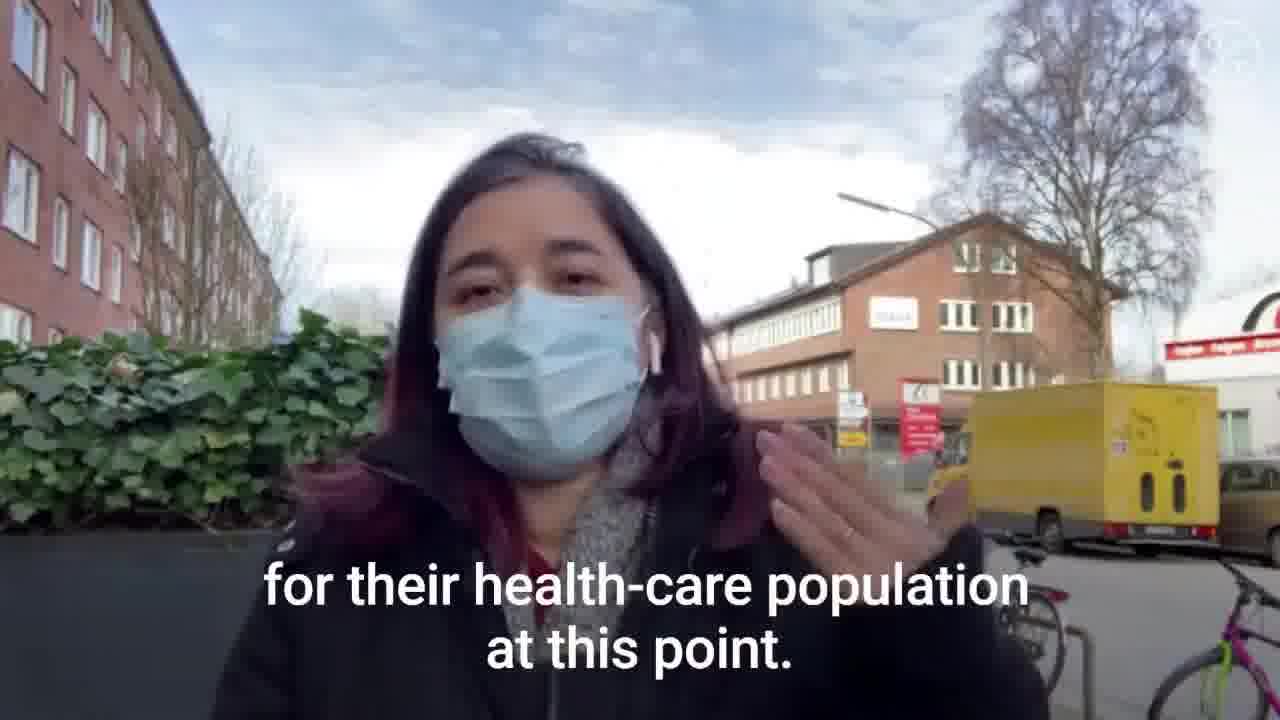 for their health-care population
at this point.